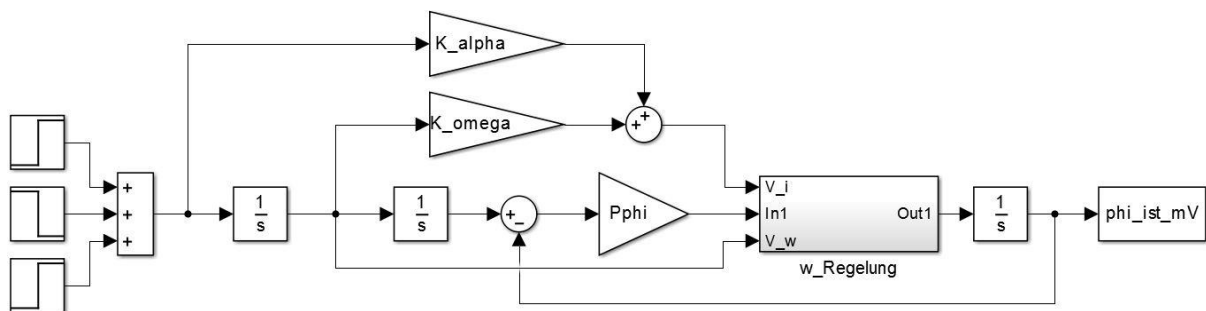 K_alpha
K_omega
+
+
+
+
+
1
s
1
s
+
−
Pphi
V_i
In1
V_w
Out1
w_Regelung
1
s
phi_ist_mV